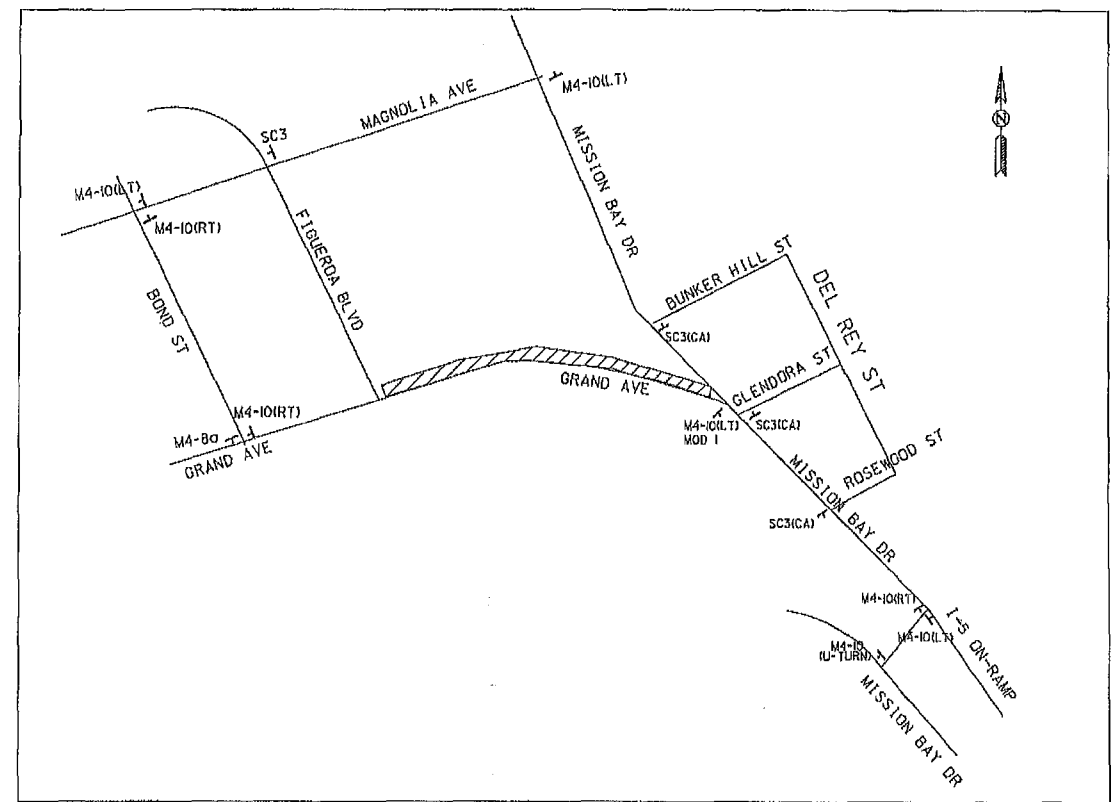 MAGNOLIA AVE
M4-10(LT)
SC3
N
MISSION BAY DR
M4-10(LT)
M4-10(RT)
FIGUEROA BLVD
BUNKER HILL ST
DEL REY ST
SC3(CA)
BOND ST
GLENDORA ST
GRAND AVE
M4-10(RT)
M4-8a
GRAND AVE
M4-10(LT)
MOD 1
SC3(CA)
ROSEWOOD ST
MISSION BAY DR
SC3(CA)
M4-10(RT)
M4-10(LT)
I-5 ON-RAMP
M4-10
(U-TURN)
MISSION BAY DR